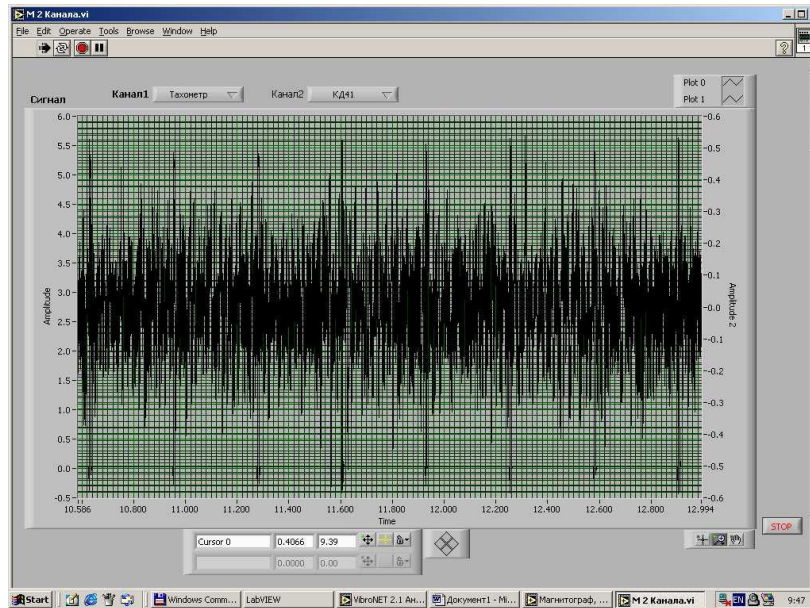 M 2 Канала.vi
File Edit Operate Tools Browse Window Help
Plot 0
Plot 1
Сигнал
Канал1 Тахометр Канал2 КД41
6.0
5.5
5.0
4.5
4.0
3.5
3.0
2.5
2.0
1.5
1.0
0.5
0.0
-0.5
Amplitude
0.6
-0.5
-0.4
-0.3
-0.2
-0.1
-0.0
--0.1
--0.2
--0.3
--0.4
--0.5
--0.6
Amplitude 2
10.586 10.800 11.000 11.200 11.400 11.600 11.800 12.000 12.200 12.400 12.600 12.800 12.994
Time
Cursor 0 0.4066 9.39
0.0000 0.00
STOP
Start Windows Comm... LabVIEW VibroNET 2.1 Ан... Документ1 - Mi... Магнитограф, ... M 2 Канала.vi EN 9:47